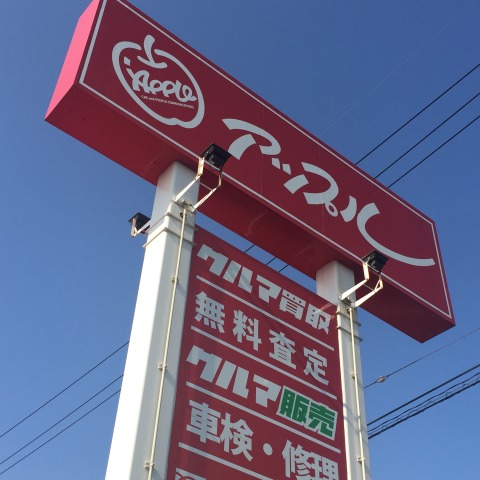 APPLE
アップル
クルマ買取
無料査定
クルマ販売
車検・修理